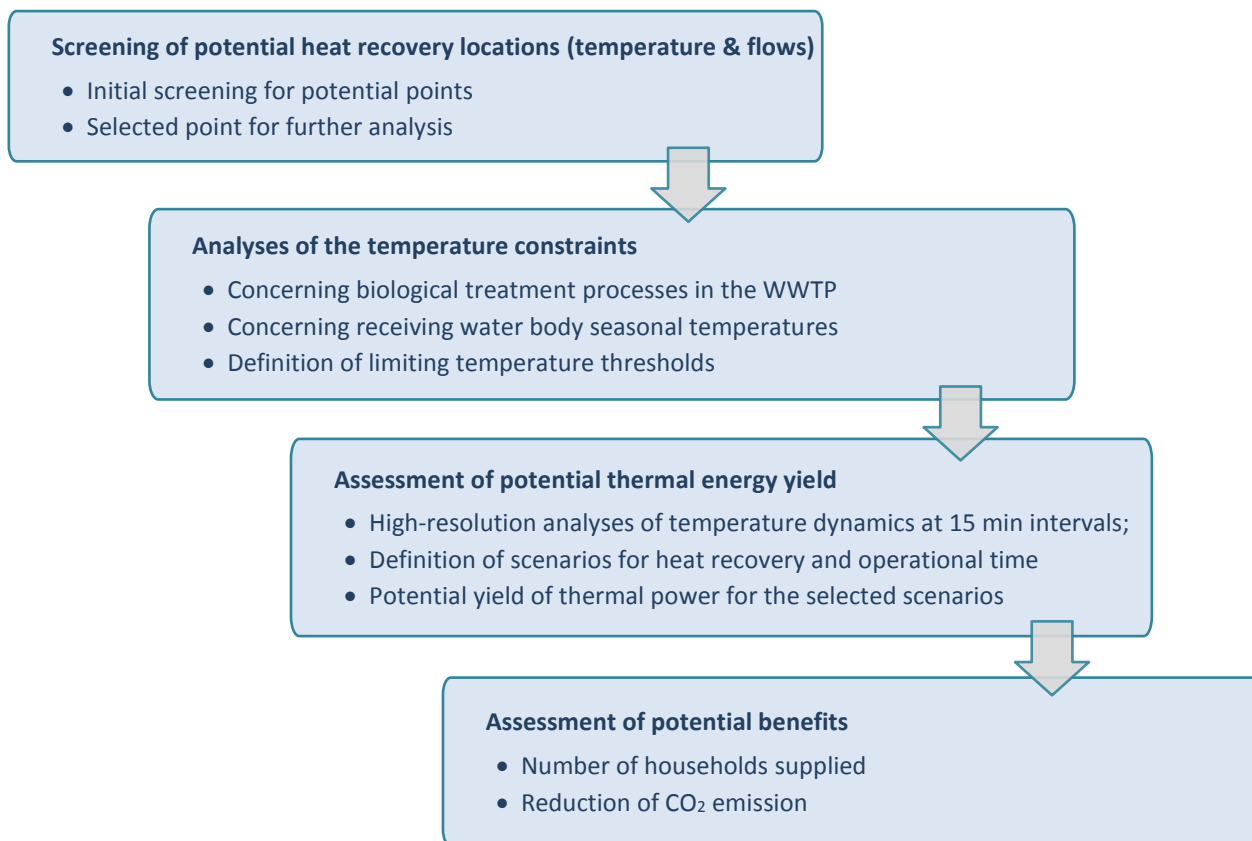 Screening of potential heat recovery locations (temperature & flows)
• Initial screening for potential points
• Selected point for further analysis
Analyses of the temperature constraints
• Concerning biological treatment processes in the WWTP
• Concerning receiving water body seasonal temperatures
• Definition of limiting temperature thresholds
Assessment of potential thermal energy yield
• High-resolution analyses of temperature dynamics at 15 min intervals;
• Definition of scenarios for heat recovery and operational time
• Potential yield of thermal power for the selected scenarios
Assessment of potential benefits
• Number of households supplied
• Reduction of CO₂ emission